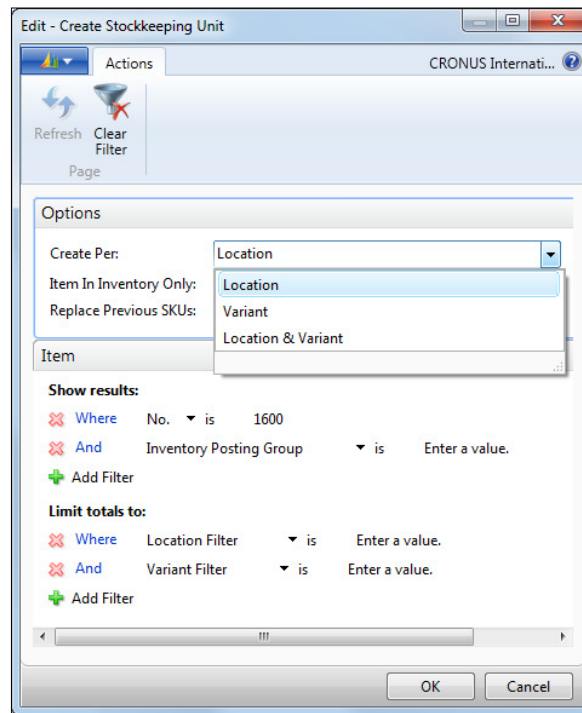 Edit - Create Stockkeeping Unit
Actions
CRONUS Internati...
Refresh Clear Filter
Page
Options
Create Per: Location
Item In Inventory Only:
Location
Replace Previous SKUs:
Variant
Location & Variant
Item
Show results:
Where No. is 1600
And Inventory Posting Group is Enter a value.
Add Filter
Limit totals to:
Where Location Filter is Enter a value.
And Variant Filter is Enter a value.
Add Filter
OK Cancel